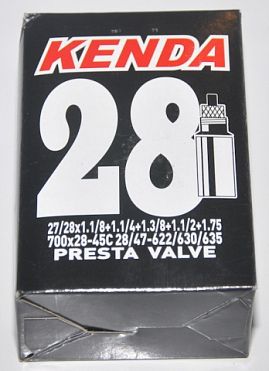 KENDA
28
27/28x1.1/8+1.1/4+1.3/8+1.1/2+1.75
700x28-45C 28/47-622/630/635
PRESTA VALVE